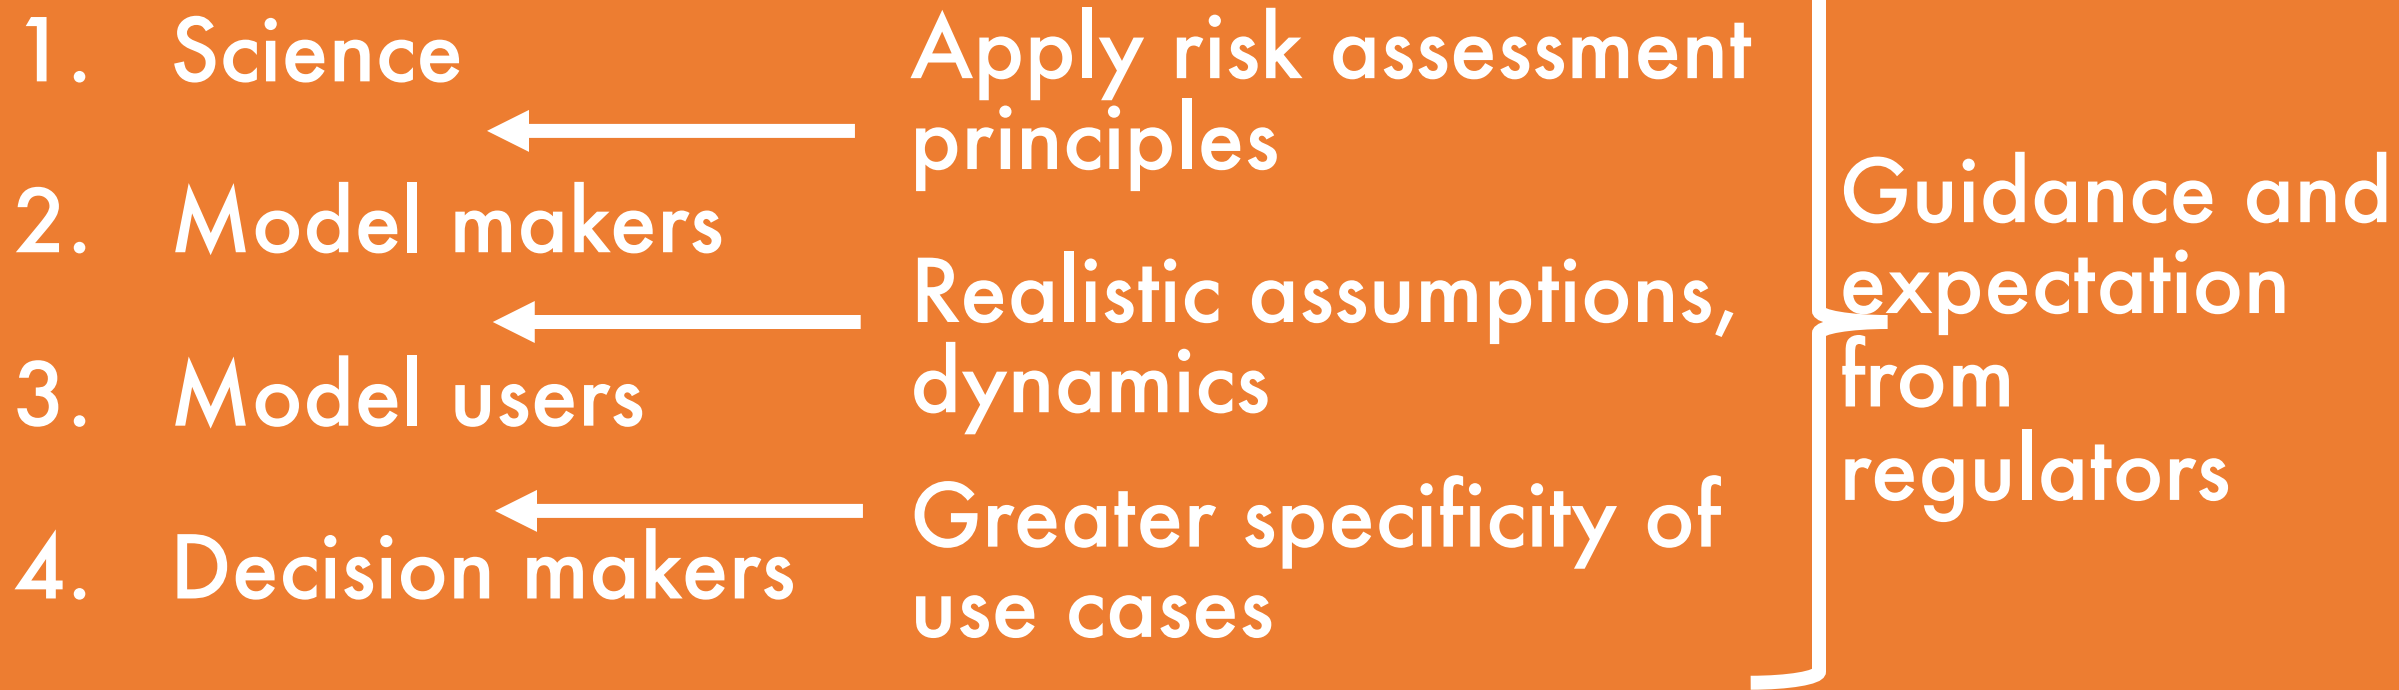 1. Science
2. Model makers
3. Model users
4. Decision makers
Apply risk assessment
principles
Realistic assumptions,
dynamics
Greater specificity of
use cases
Guidance and
expectation
from
regulators